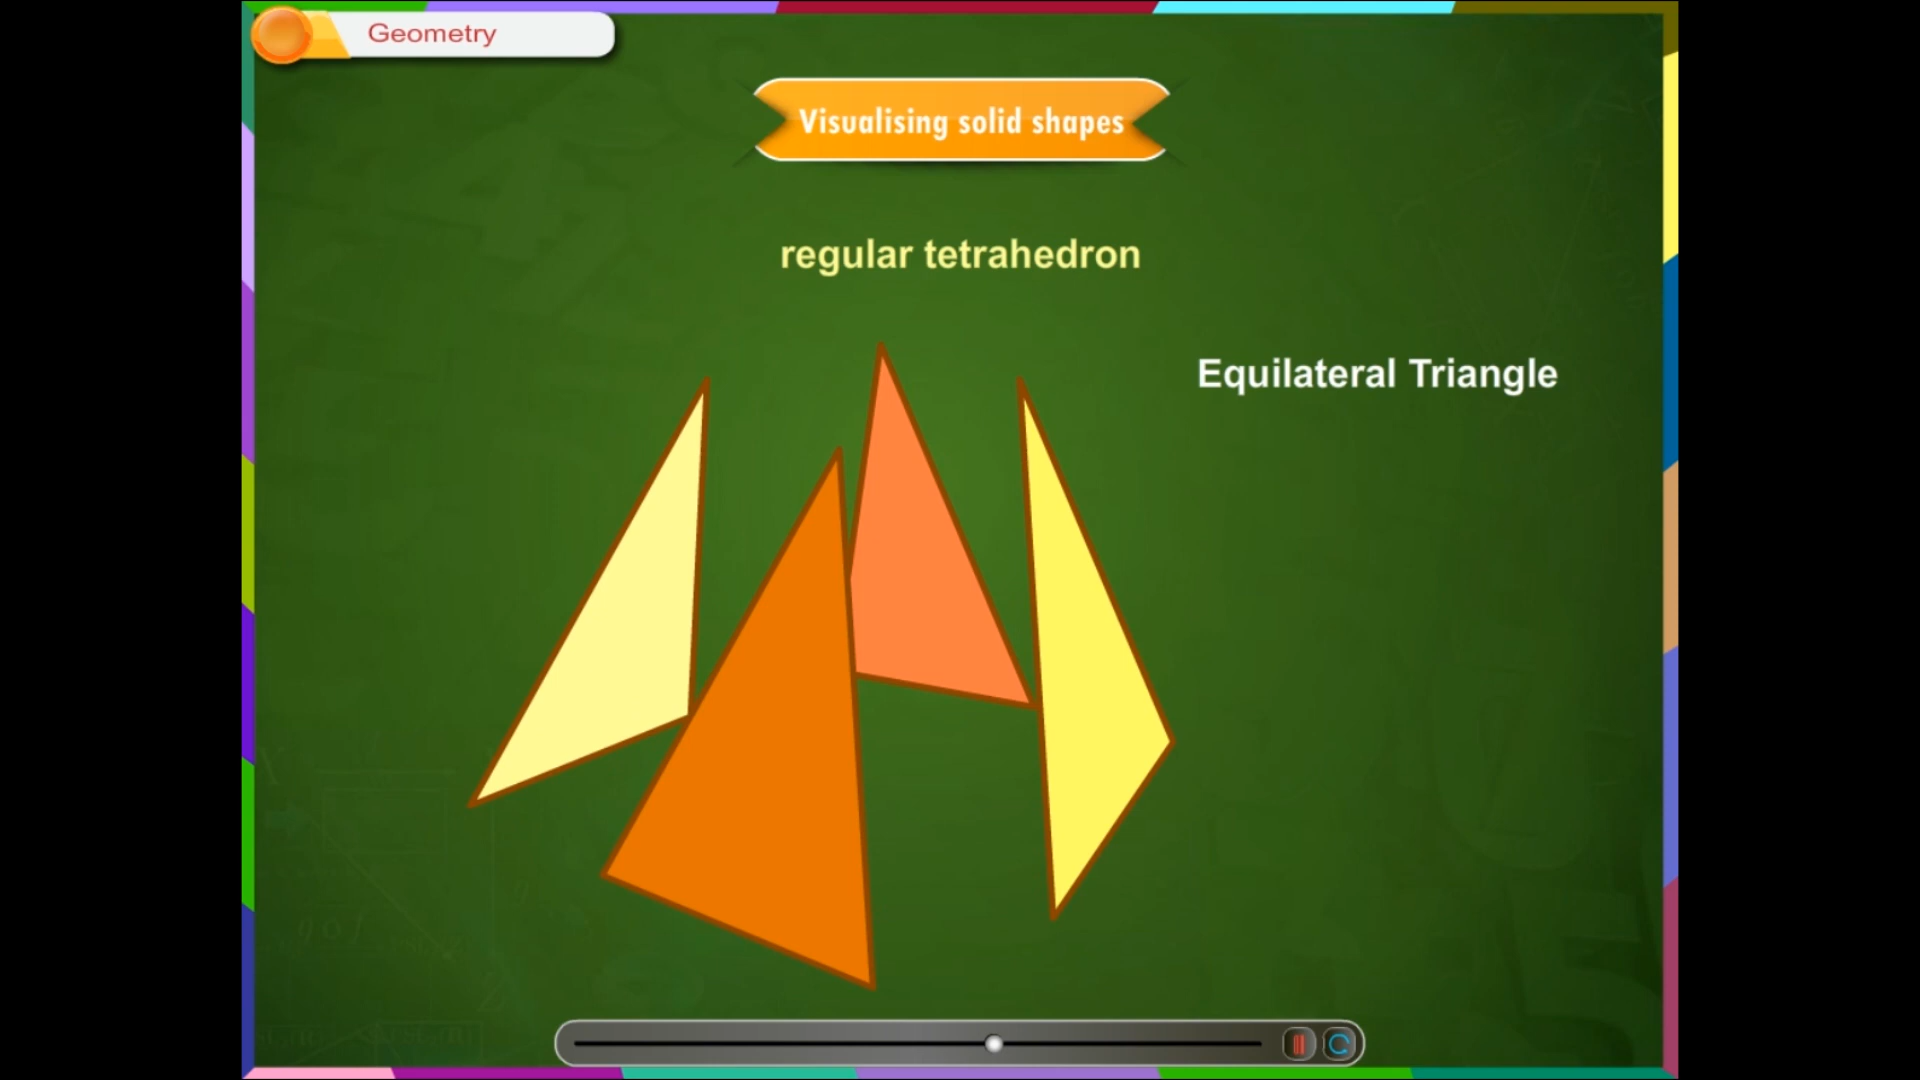 Geometry
Visualising solid shapes
regular tetrahedron
Equilateral Triangle